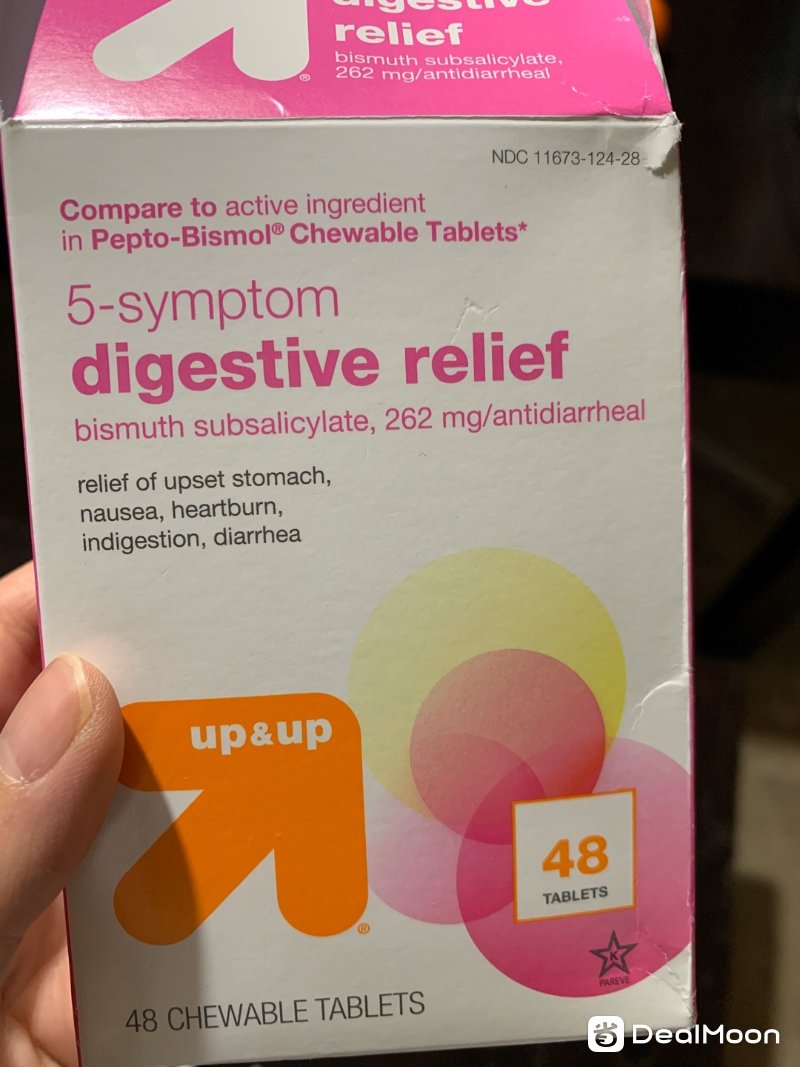 digestive
relief
bismuth subsalicylate,
262 mg/antidiarrheal
®
NDC 11673-124-28
Compare to active ingredient
in Pepto-Bismol® Chewable Tablets*
5-symptom
digestive relief
bismuth subsalicylate, 262 mg/antidiarrheal
relief of upset stomach,
nausea, heartburn,
indigestion, diarrhea
up&up
®
48
TABLETS
K
PAREVE
48 CHEWABLE TABLETS
DealMoon